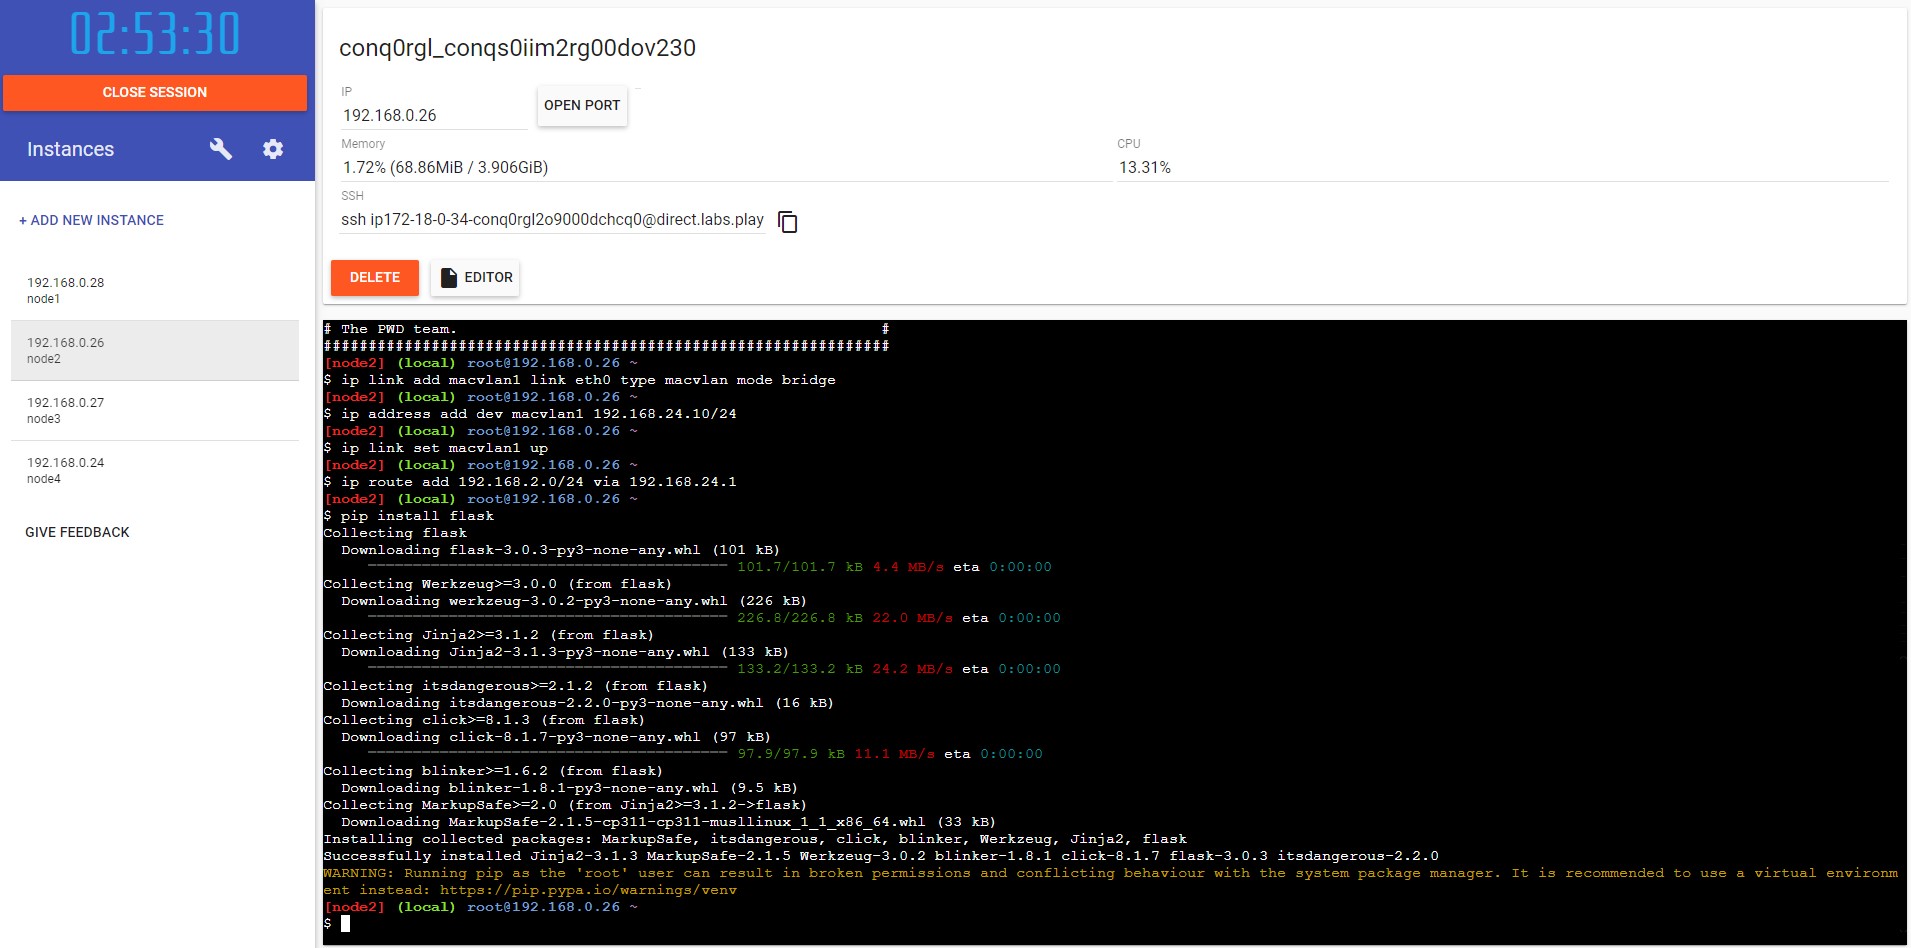 02:53:30
CLOSE SESSION
Instances
+ ADD NEW INSTANCE
192.168.0.28
node1
192.168.0.26
node2
192.168.0.27
node3
192.168.0.24
node4
GIVE FEEDBACK
conq0rgl_conqs0iim2rg00dov230
IP
192.168.0.26
OPEN PORT
Memory
1.72% (68.86MiB / 3.906GiB)
CPU
13.31%
SSH
ssh ip172-18-0-34-conq0rgl2o9000dchcq0@direct.labs.play
DELETE
EDITOR
# The PWD team. #
###############################################################
[node2] (local) root@192.168.0.26 ~
$ ip link add macvlan1 link eth0 type macvlan mode bridge
[node2] (local) root@192.168.0.26 ~
$ ip address add dev macvlan1 192.168.24.10/24
[node2] (local) root@192.168.0.26 ~
$ ip link set macvlan1 up
[node2] (local) root@192.168.0.26 ~
$ ip route add 192.168.2.0/24 via 192.168.24.1
[node2] (local) root@192.168.0.26 ~
$ pip install flask
Collecting flask
Downloading flask-3.0.3-py3-none-any.whl (101 kB)
101.7/101.7 kB 4.4 MB/s eta 0:00:00
Collecting Werkzeug>=3.0.0 (from flask)
Downloading werkzeug-3.0.2-py3-none-any.whl (226 kB)
226.8/226.8 kB 22.0 MB/s eta 0:00:00
Collecting Jinja2>=3.1.2 (from flask)
Downloading Jinja2-3.1.3-py3-none-any.whl (133 kB)
133.2/133.2 kB 24.2 MB/s eta 0:00:00
Collecting itsdangerous>=2.1.2 (from flask)
Downloading itsdangerous-2.2.0-py3-none-any.whl (16 kB)
Collecting click>=8.1.3 (from flask)
Downloading click-8.1.7-py3-none-any.whl (97 kB)
97.9/97.9 kB 11.1 MB/s eta 0:00:00
Collecting blinker>=1.6.2 (from flask)
Downloading blinker-1.8.1-py3-none-any.whl (9.5 kB)
Collecting MarkupSafe>=2.0 (from Jinja2>=3.1.2->flask)
Downloading MarkupSafe-2.1.5-cp311-cp311-musllinux_1_1_x86_64.whl (33 kB)
Installing collected packages: MarkupSafe, itsdangerous, click, blinker, Werkzeug, Jinja2, flask
Successfully installed Jinja2-3.1.3 MarkupSafe-2.1.5 Werkzeug-3.0.2 blinker-1.8.1 click-8.1.7 flask-3.0.3 itsdangerous-2.2.0
WARNING: Running pip as the 'root' user can result in broken permissions and conflicting behaviour with the system package manager. It is recommended to use a virtual environm
ent instead: https://pip.pypa.io/warnings/venv
[node2] (local) root@192.168.0.26 ~
$